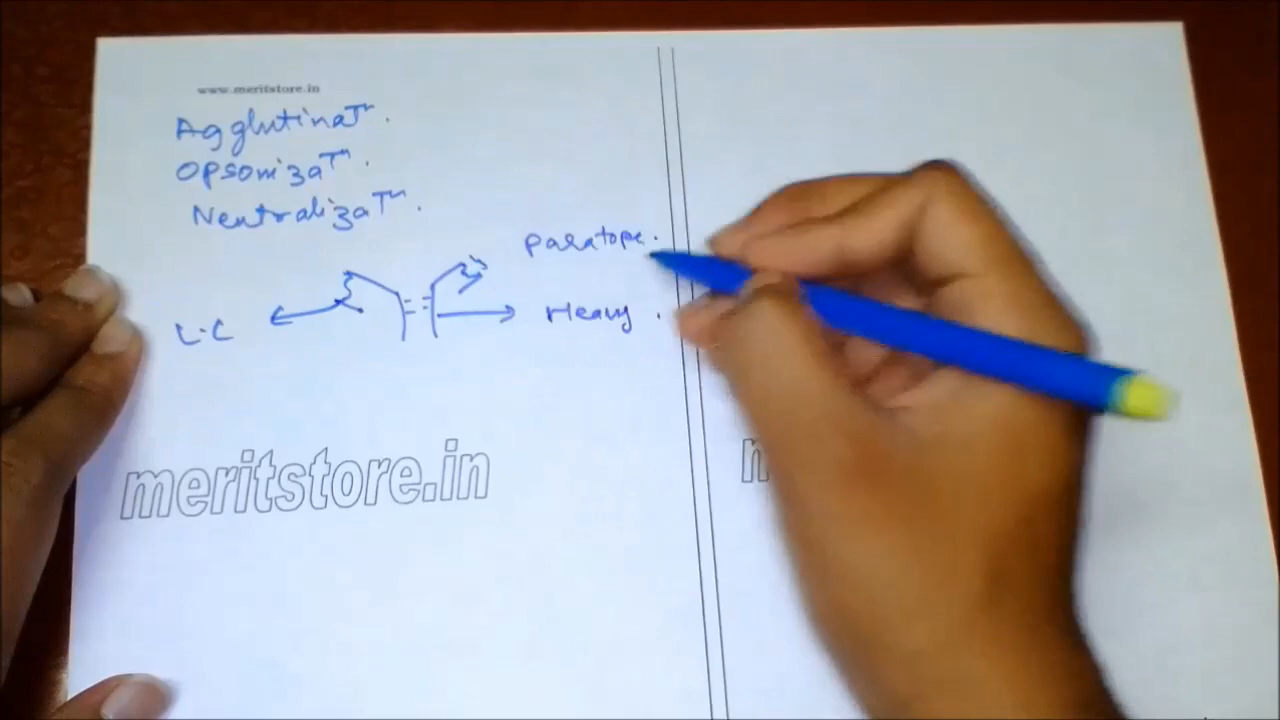 www.meritstore.in
AgglutinaTⁿ.
OpsonizaTⁿ.
NeutralizaTⁿ.
Paratope.
L.C
Heavy.
meritstore.in
m